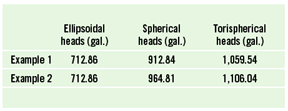 Ellipsoidal Spherical Torispherical
heads (gal.) heads (gal.) heads (gal.)
Example 1 712.86 912.84 1,059.54
Example 2 712.86 964.81 1,106.04